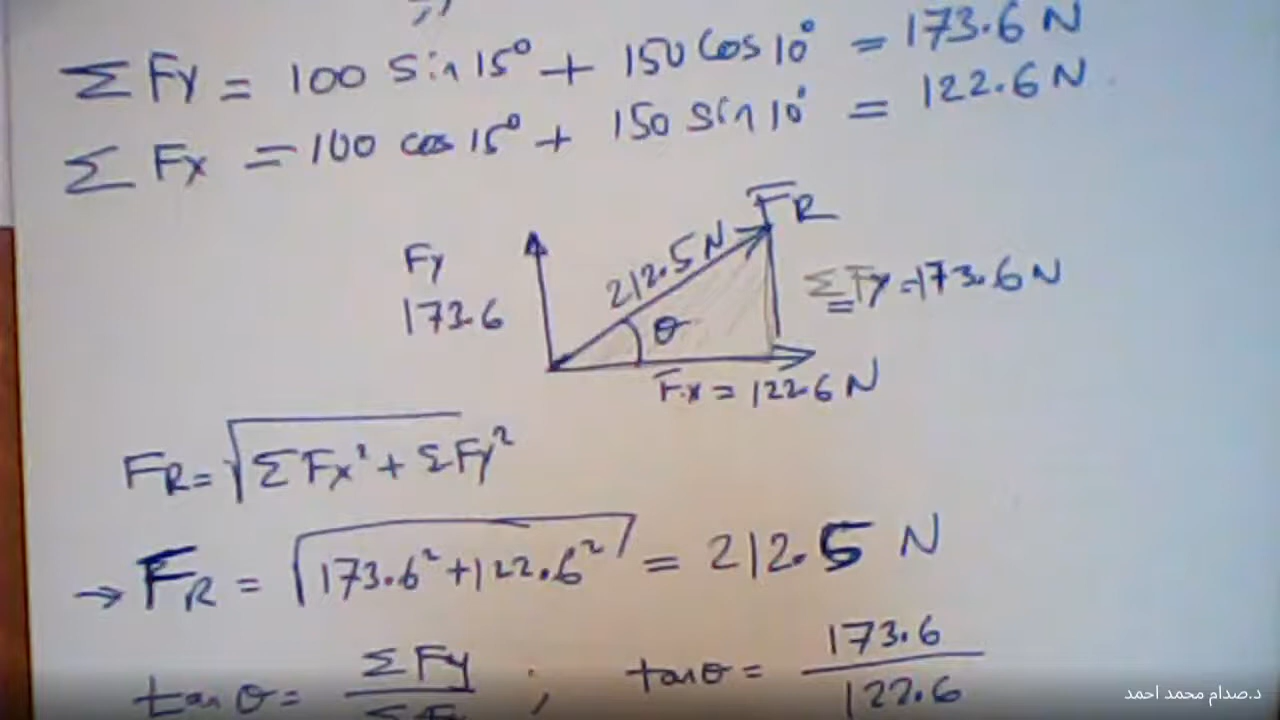 ΣFy = 100 sin 15° + 150 cos 10° = 173.6 N
ΣFx = 100 cos 15° + 150 sin 10° = 122.6 N
FR
212.5 N
Fy
173.6
θ
ΣFy = 173.6 N
Fx = 122.6 N
FR = √ΣFx² + ΣFy²
→ FR = √173.6² + 122.6² = 212.5 N
tanθ = ΣFy / ; tanθ = 173.6 / 122.6
د.صدام محمد احمد